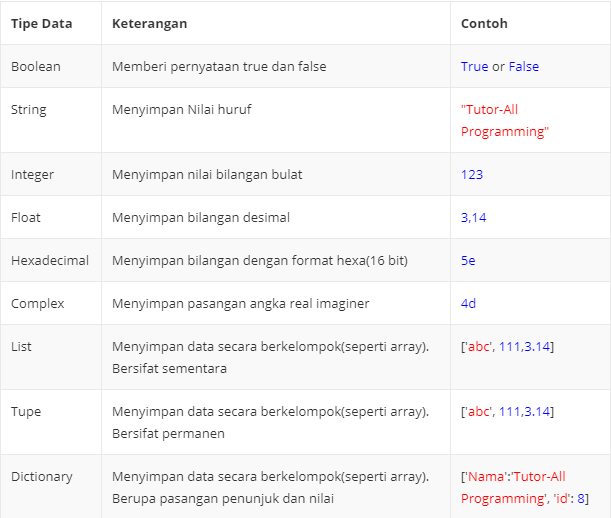 Tipe Data Keterangan Contoh
Boolean Memberi pernyataan true dan false True or False
String Menyimpan Nilai huruf "Tutor-All
Programming"
Integer Menyimpan nilai bilangan bulat 123
Float Menyimpan bilangan desimal 3,14
Hexadecimal Menyimpan bilangan dengan format hexa(16 bit) 5e
Complex Menyimpan pasangan angka real imaginer 4d
List Menyimpan data secara berkelompok(seperti array). ['abc', 111,3.14]
Bersifat sementara
Tupe Menyimpan data secara berkelompok(seperti array). ['abc', 111,3.14]
Bersifat permanen
Dictionary Menyimpan data secara berkelompok(seperti array). ['Nama':'Tutor-All
Berupa pasangan penunjuk dan nilai Programming', 'id': 8]